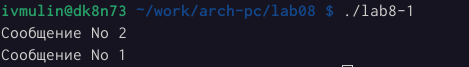 ivmulin@dk8n73 ~/work/arch-pc/lab08 $ ./lab8-1
Сообщение No 2
Сообщение No 1